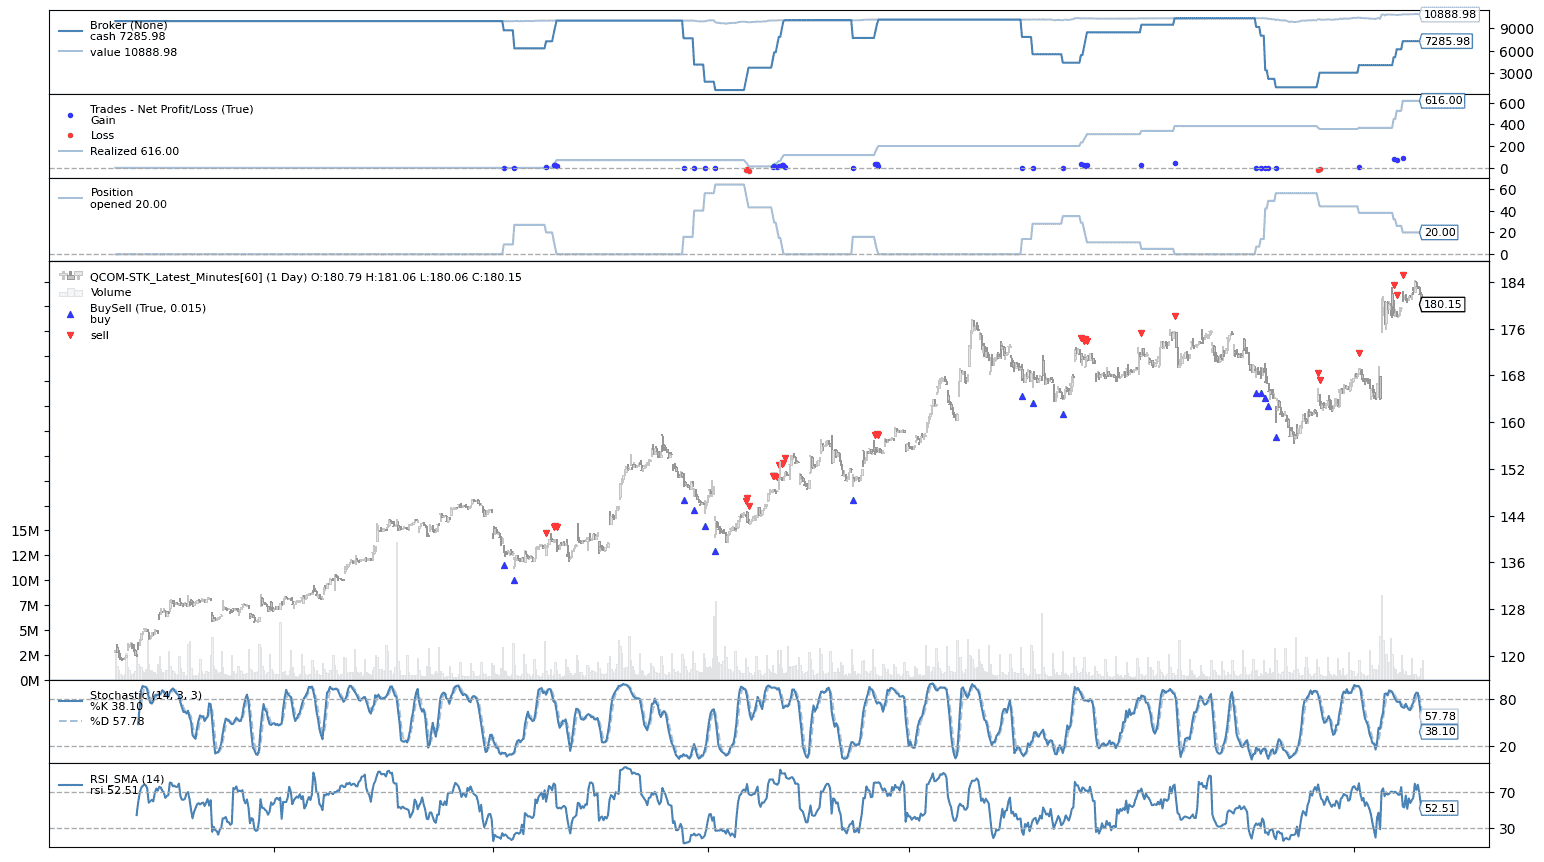 Broker (None)
cash 7285.98
value 10888.98
10888.98
9000
7285.98
6000
3000
Trades - Net Profit/Loss (True)
Gain
Loss
Realized 616.00
616.00
600
400
200
0
Position
opened 20.00
60
40
20.00
20
0
QCOM-STK_Latest_Minutes[60] (1 Day) O:180.79 H:181.06 L:180.06 C:180.15
Volume
BuySell (True, 0.015)
buy
sell
184
180.15
176
168
160
152
144
136
128
120
15M
12M
10M
7M
5M
2M
0M
Stochastic (14, 3, 3)
%K 38.10
%D 57.78
80
57.78
38.10
20
RSI_SMA (14)
rsi 52.51
70
52.51
30